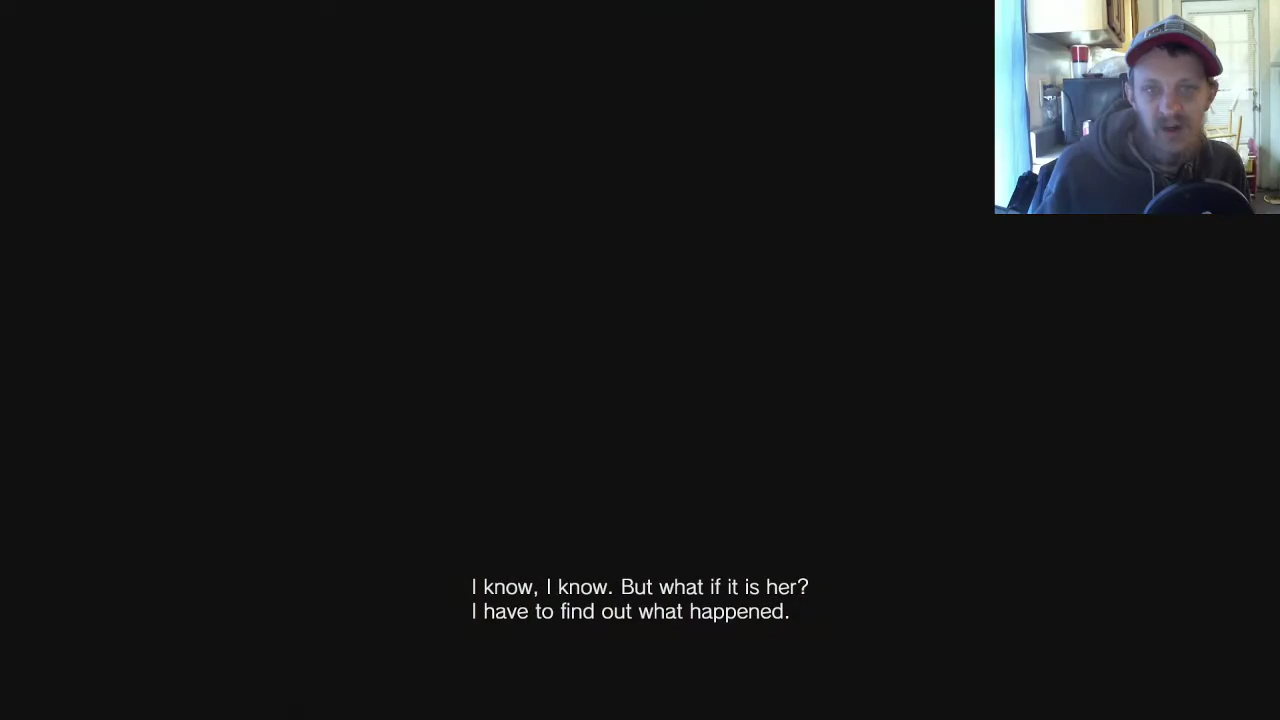 I know, I know. But what if it is her?
I have to find out what happened.